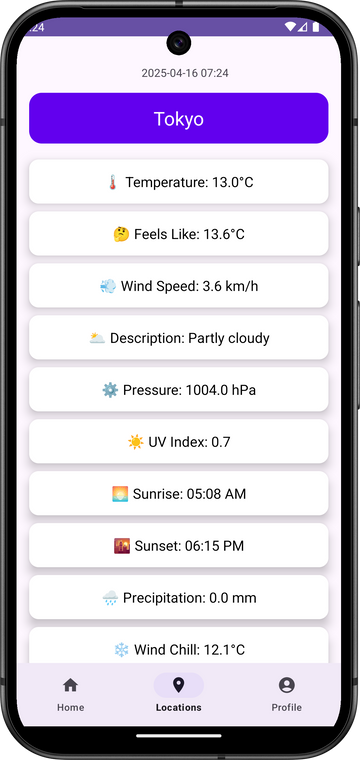 :24
2025-04-16 07:24
Tokyo
🌡️ Temperature: 13.0°C
🤔 Feels Like: 13.6°C
💨 Wind Speed: 3.6 km/h
🌥️ Description: Partly cloudy
⚙️ Pressure: 1004.0 hPa
☀️ UV Index: 0.7
🌅 Sunrise: 05:08 AM
🌇 Sunset: 06:15 PM
🌧️ Precipitation: 0.0 mm
❄️ Wind Chill: 12.1°C
Home
Locations
Profile